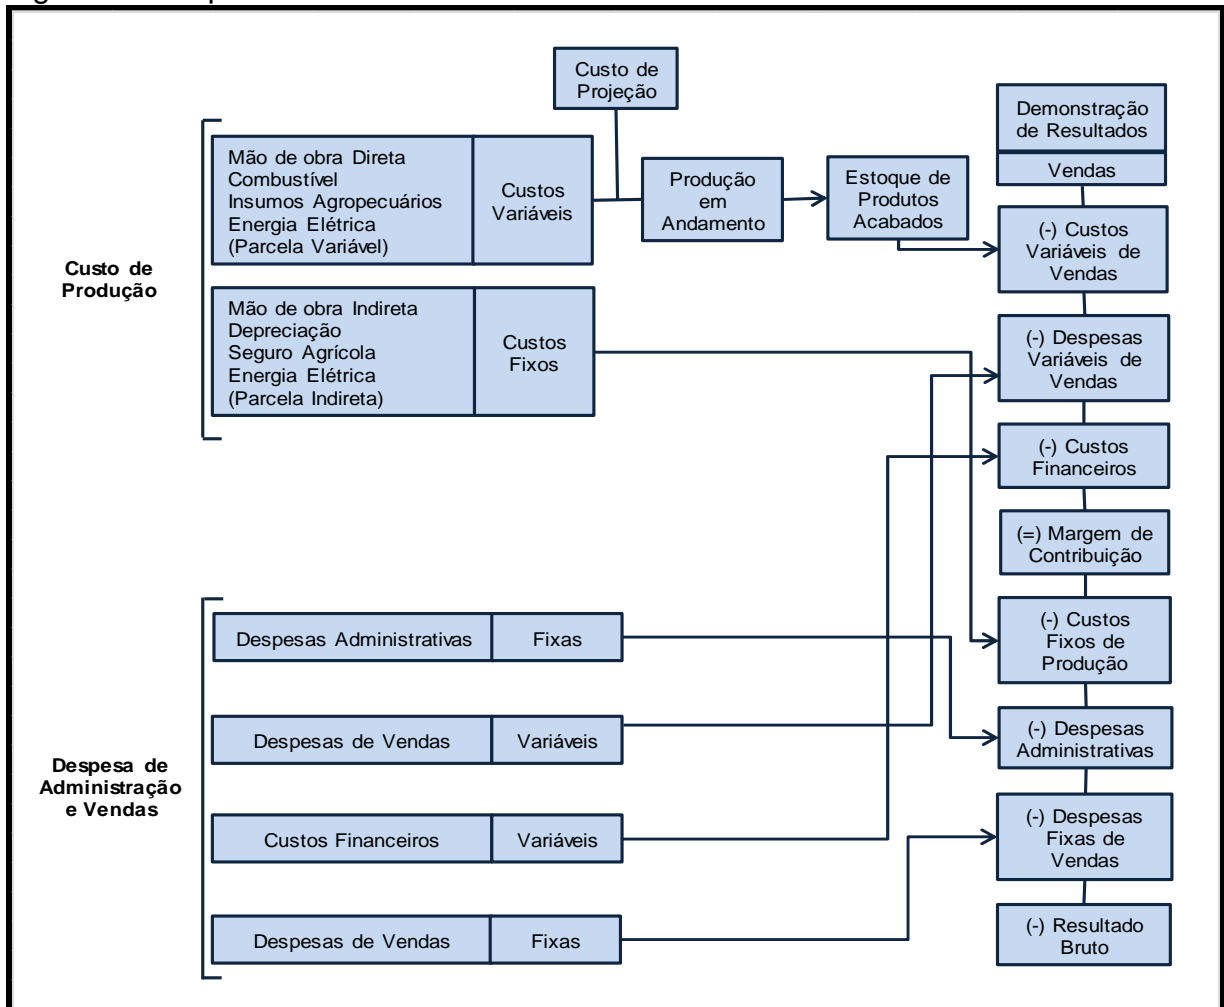 Custo de
Projeção
Demonstração
de Resultados
Vendas
Custo de
Produção
Mão de obra Direta
Combustível
Insumos Agropecuários
Energia Elétrica
(Parcela Variável)
Custos
Variáveis
Produção
em
Andamento
Estoque de
Produtos
Acabados
(-) Custos
Variáveis de
Vendas
Mão de obra Indireta
Depreciação
Seguro Agrícola
Energia Elétrica
(Parcela Indireta)
Custos
Fixos
(-) Despesas
Variáveis de
Vendas
(-) Custos
Financeiros
(=) Margem de
Contribuição
(-) Custos
Fixos de
Produção
Despesa de
Administração
e Vendas
Despesas Administrativas
Fixas
(-) Despesas
Administrativas
Despesas de Vendas
Variáveis
Custos Financeiros
Variáveis
(-) Despesas
Fixas de
Vendas
Despesas de Vendas
Fixas
(-) Resultado
Bruto